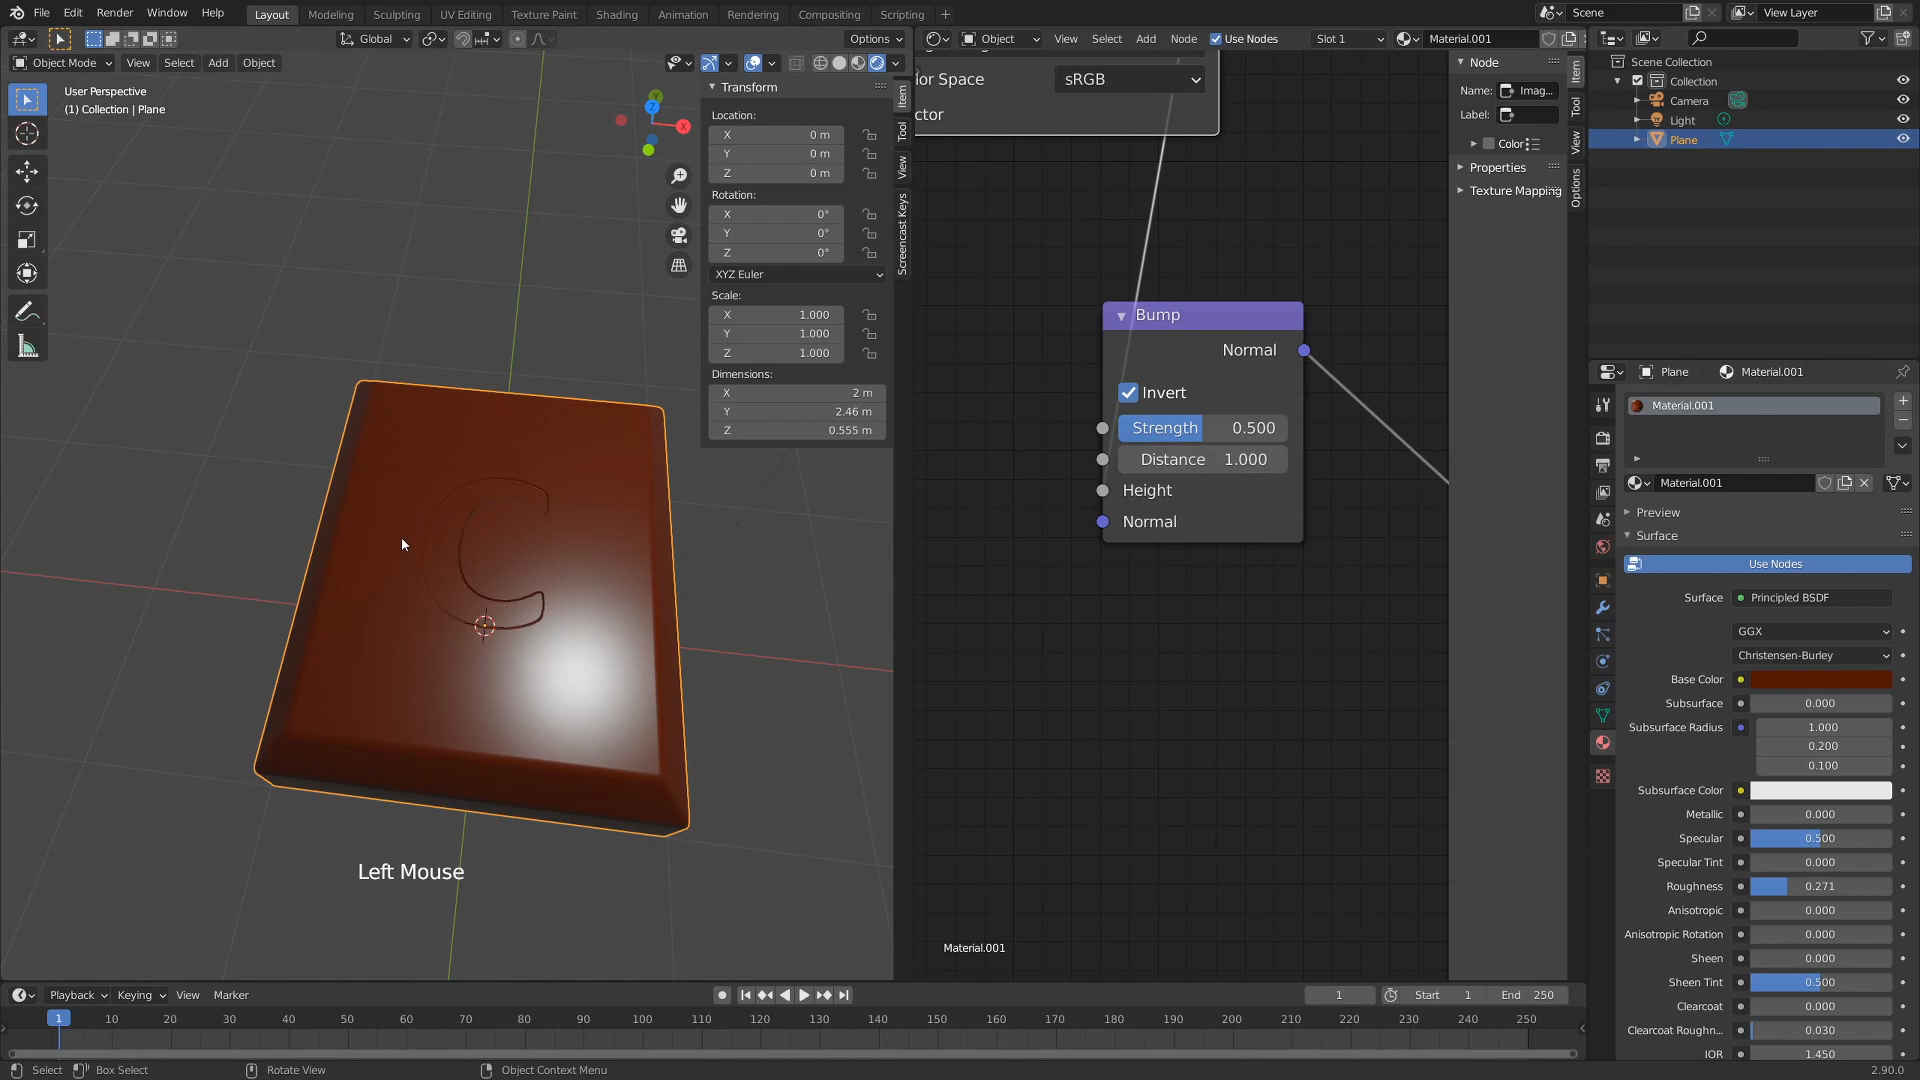 File Edit Render Window Help Layout Modeling Sculpting UV Editing Texture Paint Shading Animation Rendering Compositing Scripting + Scene View Layer
Global Options
Object Mode View Select Add Object
User Perspective
(1) Collection | Plane
Transform
Location:
X 0 m
Y 0 m
Z 0 m
Rotation:
X 0°
Y 0°
Z 0°
XYZ Euler
Scale:
X 1.000
Y 1.000
Z 1.000
Dimensions:
X 2 m
Y 2.46 m
Z 0.555 m
Item
Tool
View
Screencast Keys
Y
Z
X
C
Left Mouse
Object View Select Add Node Use Nodes Slot 1 Material.001
lor Space sRGB
ctor
Bump
Normal
Invert
Strength 0.500
Distance 1.000
Height
Normal
Material.001
Node
Name: Imag...
Label:
Color
Properties
Texture Mapping
Item
Tool
View
Options
Scene Collection
Collection
Camera
Light
Plane
Plane Material.001
Material.001
Material.001
Preview
Surface
Use Nodes
Surface Principled BSDF
GGX
Christensen-Burley
Base Color
Subsurface 0.000
Subsurface Radius 1.000
0.200
0.100
Subsurface Color
Metallic 0.000
Specular 0.500
Specular Tint 0.000
Roughness 0.271
Anisotropic 0.000
Anisotropic Rotation 0.000
Sheen 0.000
Sheen Tint 0.500
Clearcoat 0.000
Clearcoat Roughn... 0.030
IOR 1.450
Playback Keying View Marker 1 Start 1 End 250
1 10 20 30 40 50 60 70 80 90 100 110 120 130 140 150 160 170 180 190 200 210 220 230 240 250
Select Box Select Rotate View Object Context Menu 2.90.0